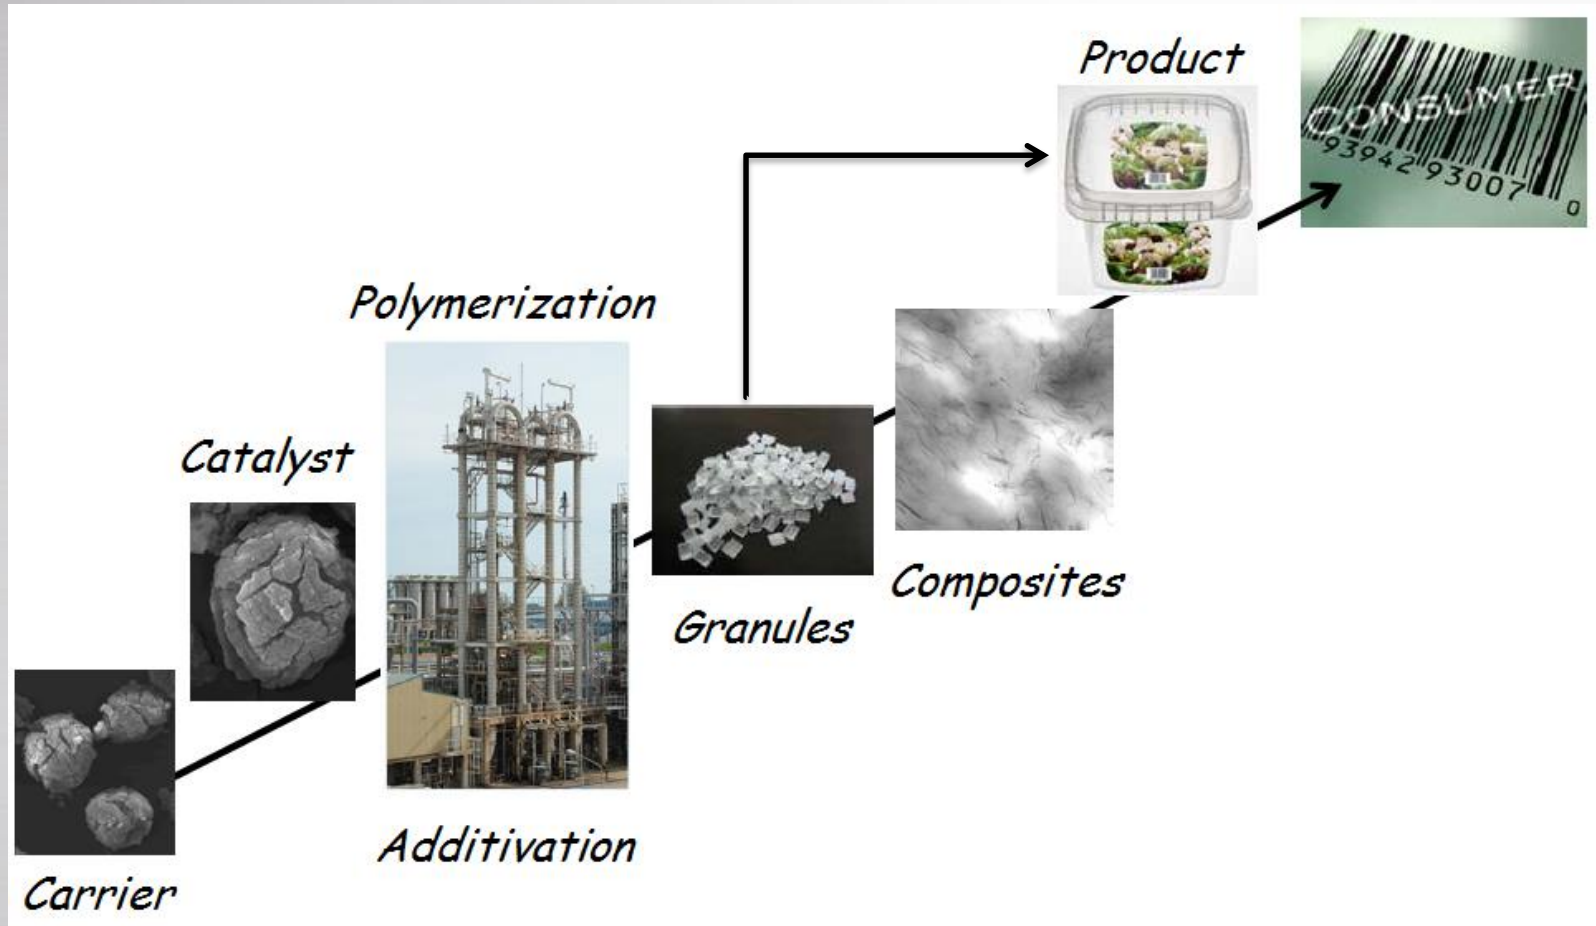 Product
CONSUMER
93942 93007 0
Polymerization
Catalyst
Composites
Granules
Additivation
Carrier